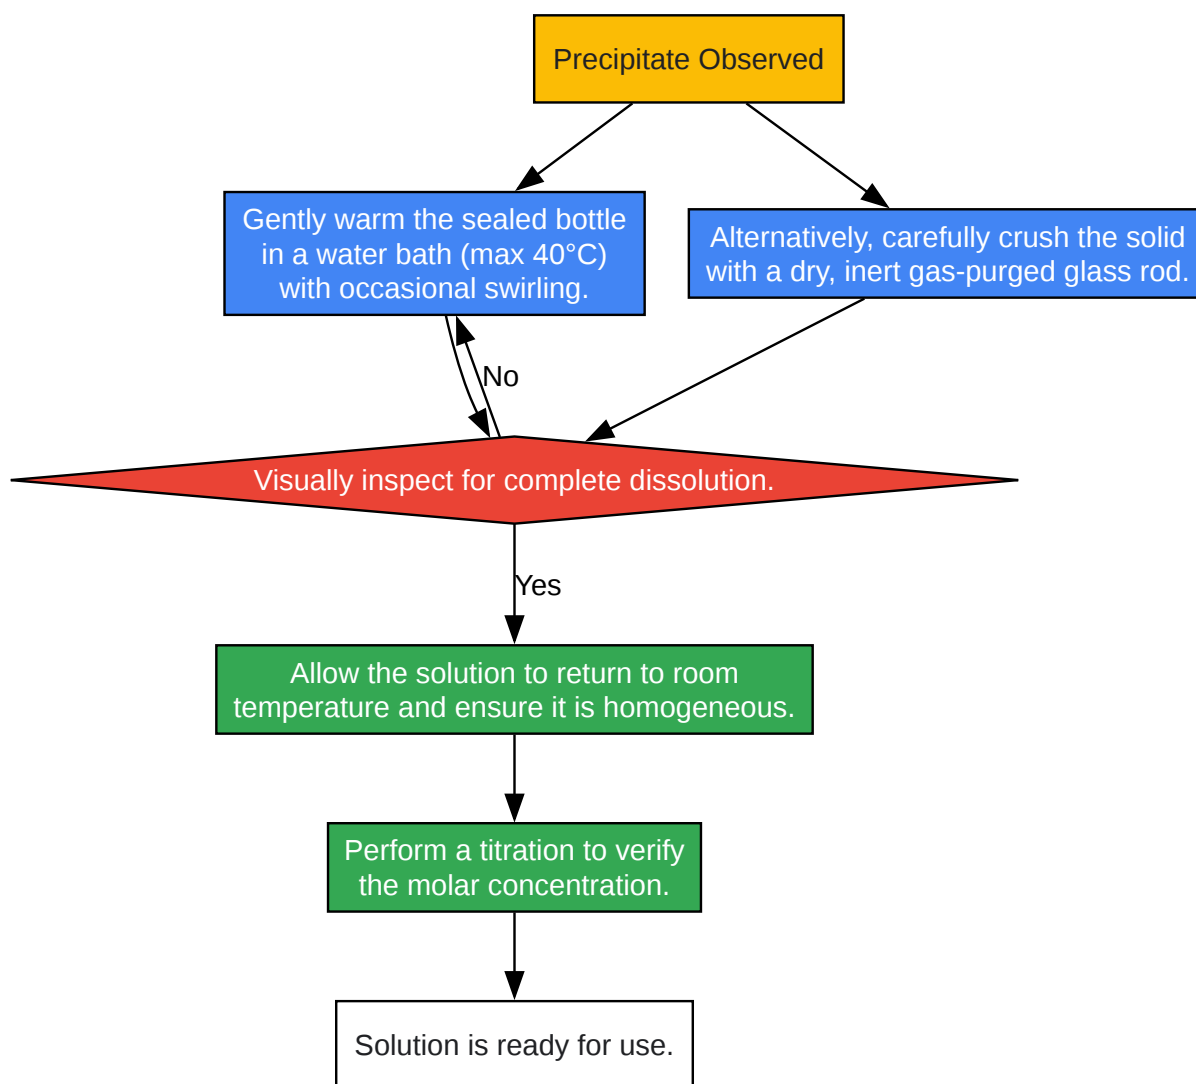 Precipitate Observed
Gently warm the sealed bottle
in a water bath (max 40°C)
with occasional swirling.
Alternatively, carefully crush the solid
with a dry, inert gas-purged glass rod.
No
Visually inspect for complete dissolution.
Yes
Allow the solution to return to room
temperature and ensure it is homogeneous.
Perform a titration to verify
the molar concentration.
Solution is ready for use.